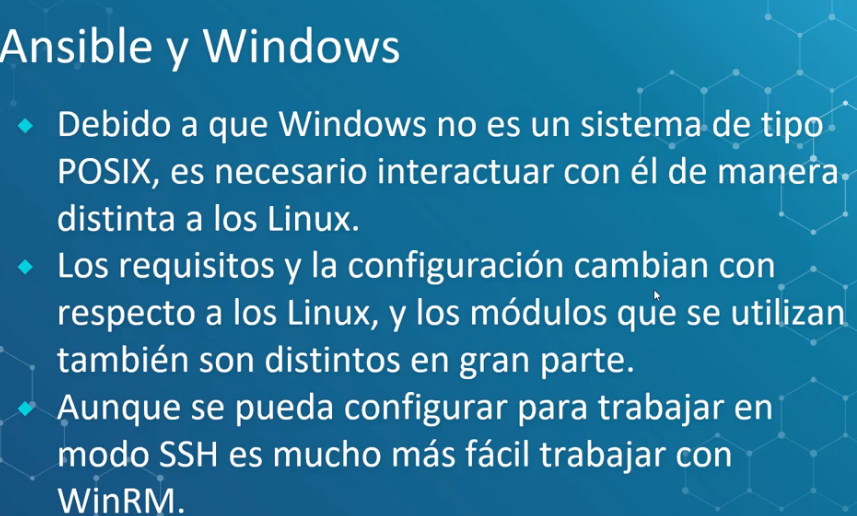 Ansible y Windows
Debido a que Windows no es un sistema de tipo
POSIX, es necesario interactuar con él de manera
distinta a los Linux.
Los requisitos y la configuración cambian con
respecto a los Linux, y los módulos que se utilizan
también son distintos en gran parte.
Aunque se pueda configurar para trabajar en
modo SSH es mucho más fácil trabajar con
WinRM.